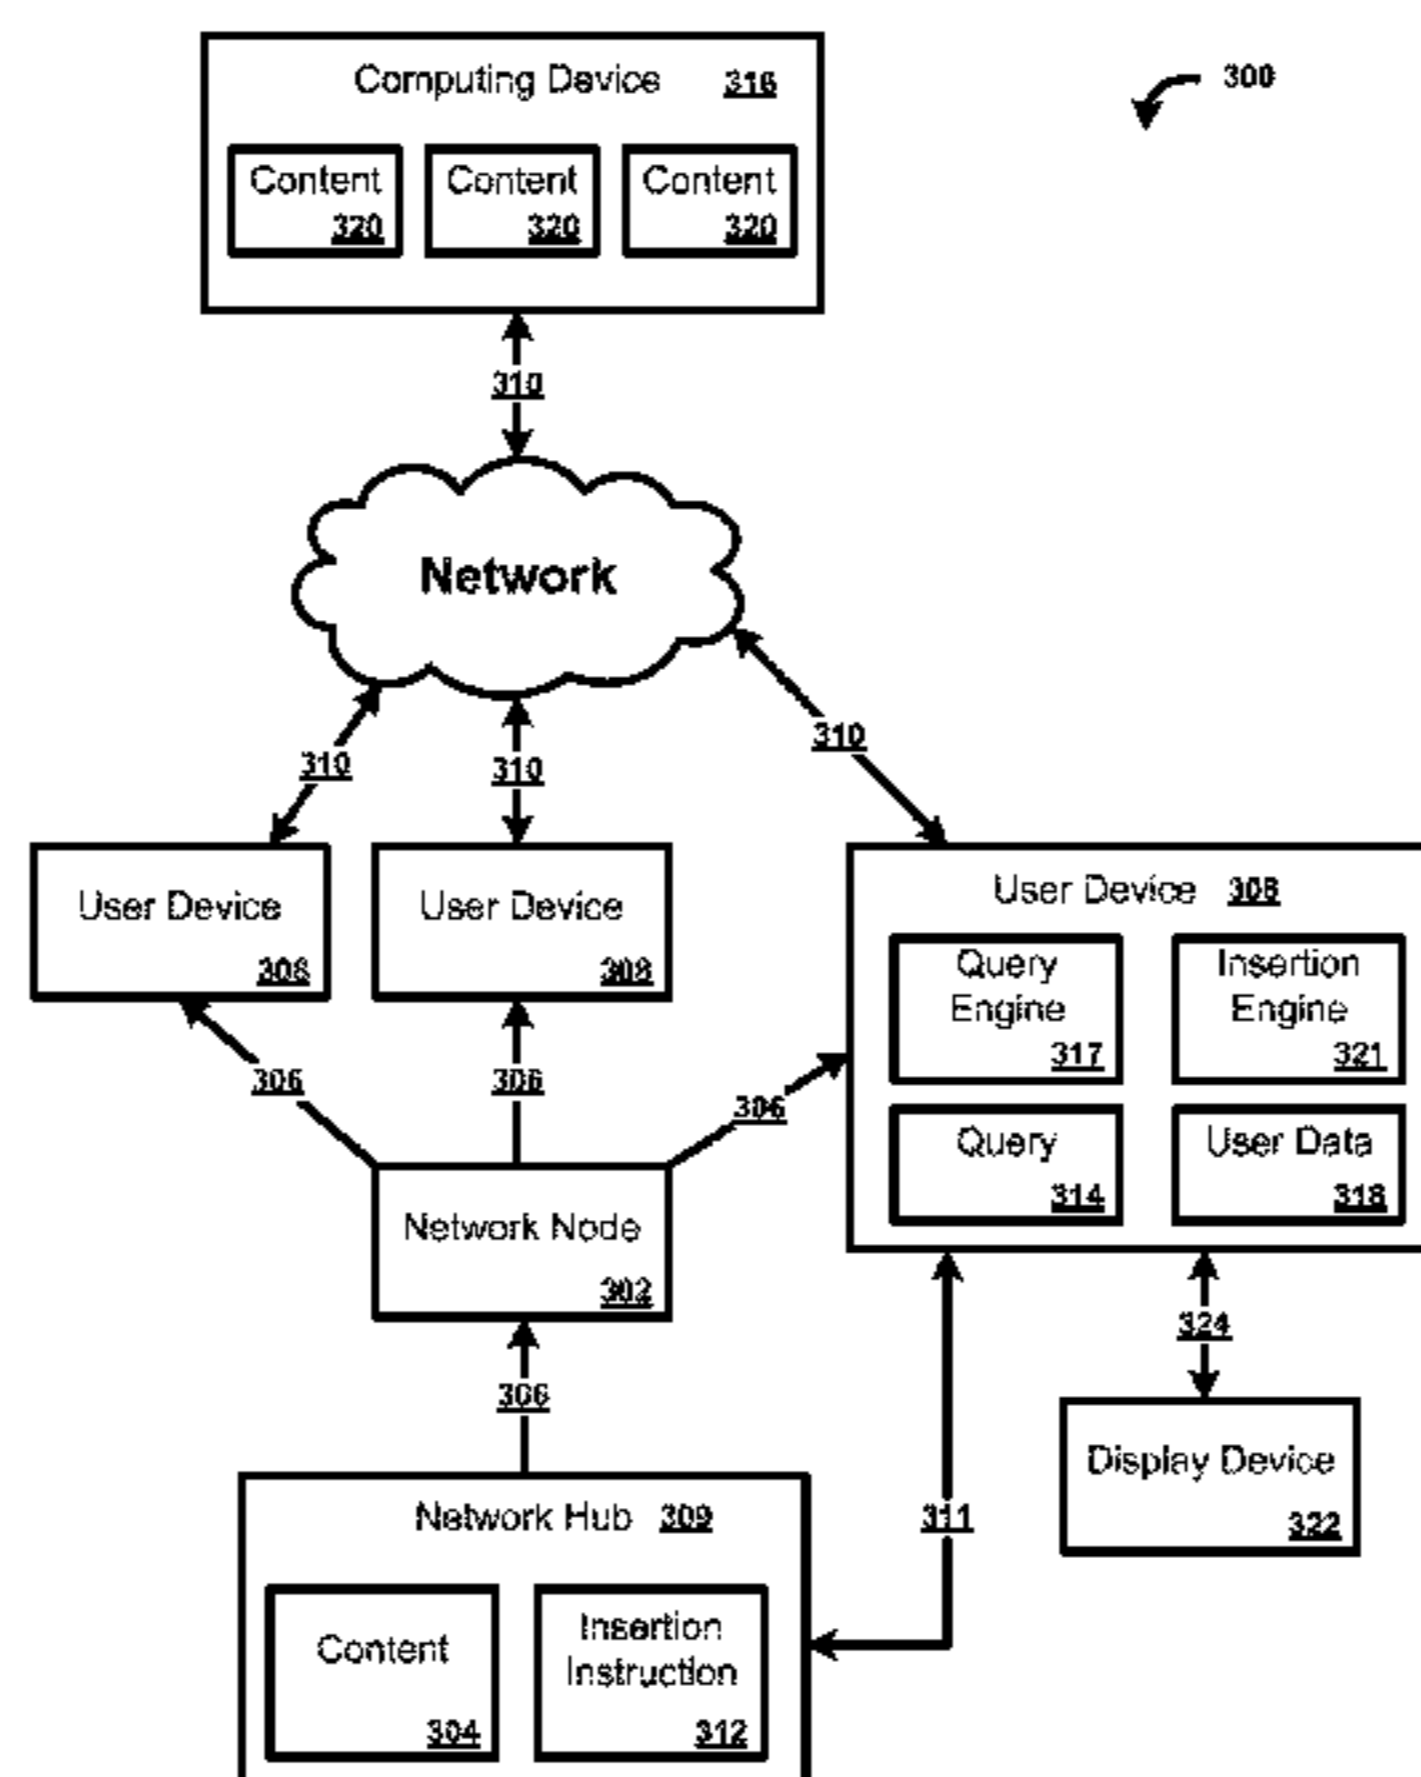 300
Computing Device 316
Content Content Content
320 320 320
310
Network
310 310 310
User Device
308
User Device
308
User Device 308
Query
Engine
317
Insertion
Engine
321
Query
314
User Data
318
306 306 306
Network Node
302
306
324
Display Device
322
311
Network Hub 309
Content
304
Insertion
Instruction
312